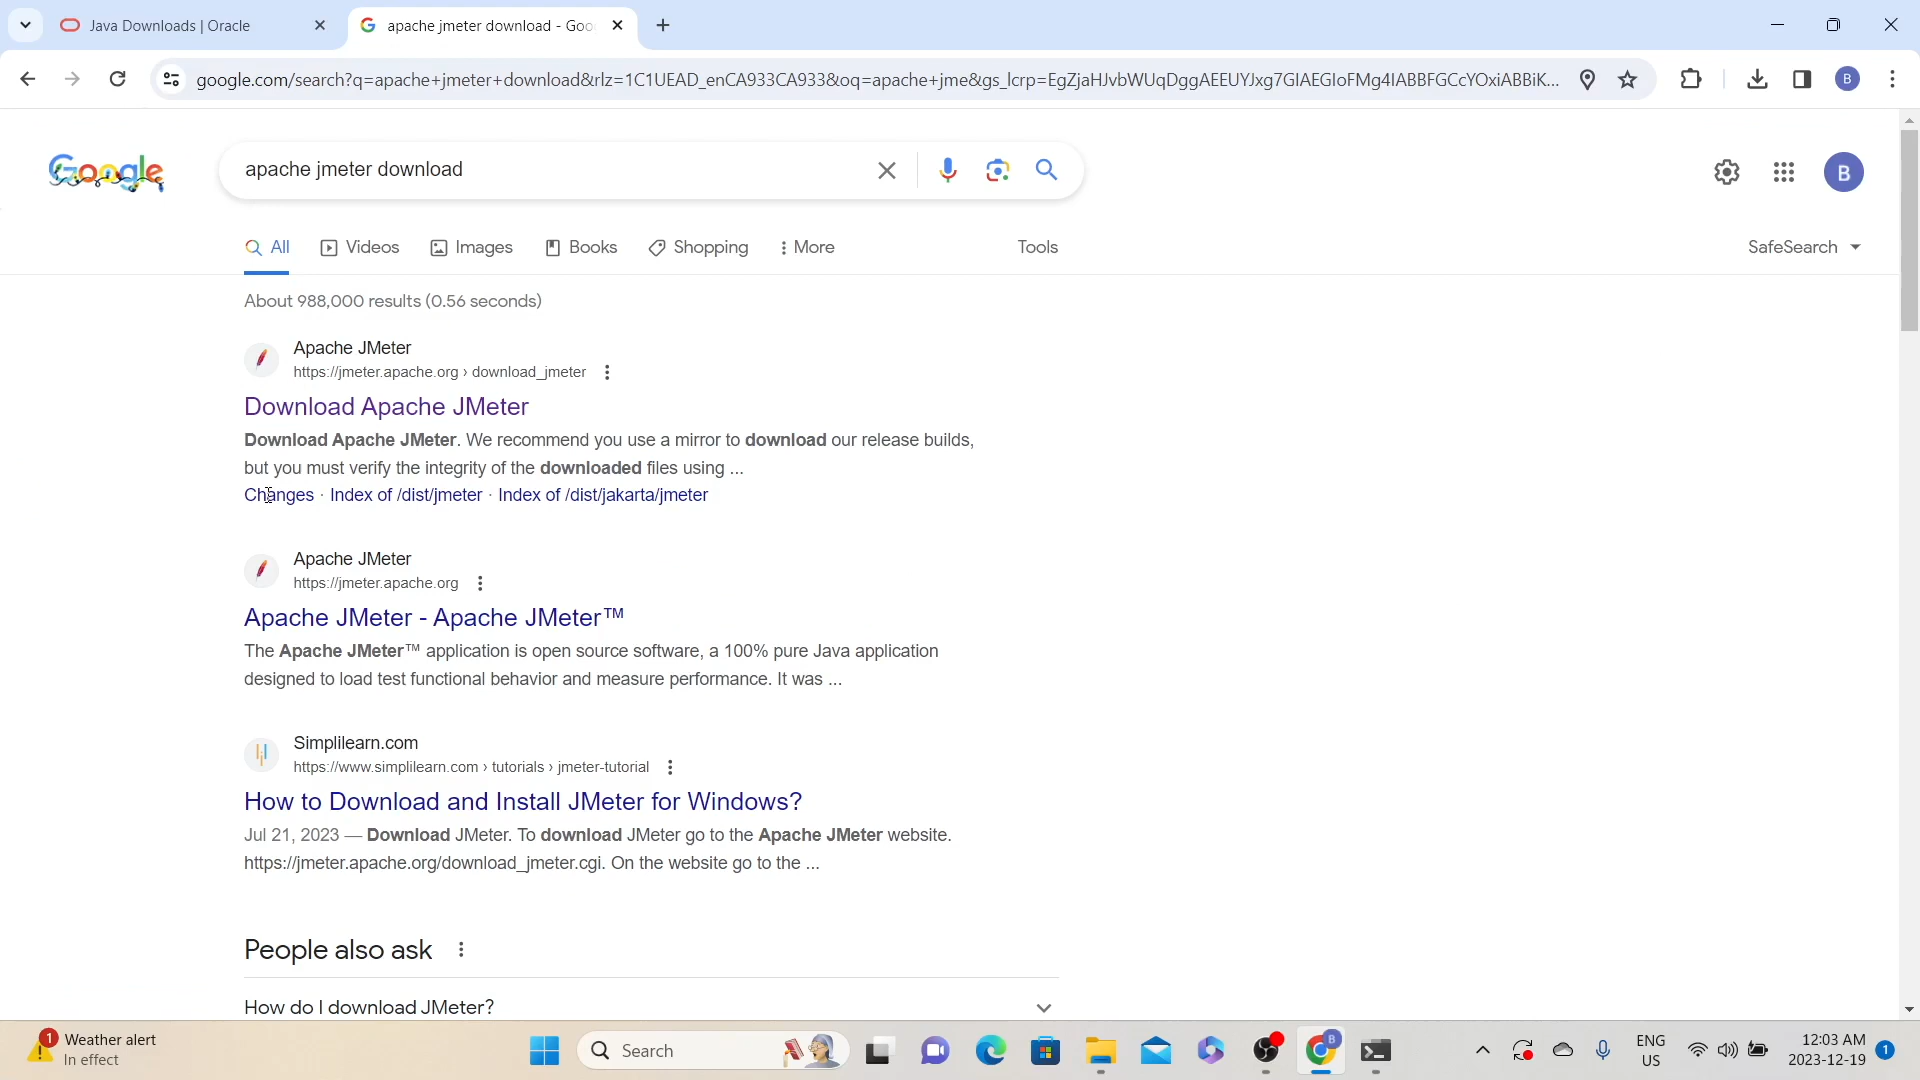 Java Downloads | Oracle
apache jmeter download - Goo
google.com/search?q=apache+jmeter+download&rlz=1C1UEAD_enCA933CA933&oq=apache+jme&gs_lcrp=EgZjaHJvbWUqDggAEEUYJxg7GIAEGIoFMg4IABBFGCcYOxiABBiK...
B
Google
apache jmeter download
B
All
Videos
Images
Books
Shopping
More
Tools
SafeSearch
About 988,000 results (0.56 seconds)
Apache JMeter
https://jmeter.apache.org › download_jmeter
Download Apache JMeter
Download Apache JMeter. We recommend you use a mirror to download our release builds,
but you must verify the integrity of the downloaded files using ...
Changes · Index of /dist/jmeter · Index of /dist/jakarta/jmeter
Apache JMeter
https://jmeter.apache.org
Apache JMeter - Apache JMeter™
The Apache JMeter™ application is open source software, a 100% pure Java application
designed to load test functional behavior and measure performance. It was ...
Simplilearn.com
https://www.simplilearn.com › tutorials › jmeter-tutorial
How to Download and Install JMeter for Windows?
Jul 21, 2023 — Download JMeter. To download JMeter go to the Apache JMeter website.
https://jmeter.apache.org/download_jmeter.cgi. On the website go to the ...
People also ask
How do I download JMeter?
1
Weather alert
In effect
Search
B
ENG
US
12:03 AM
2023-12-19
1